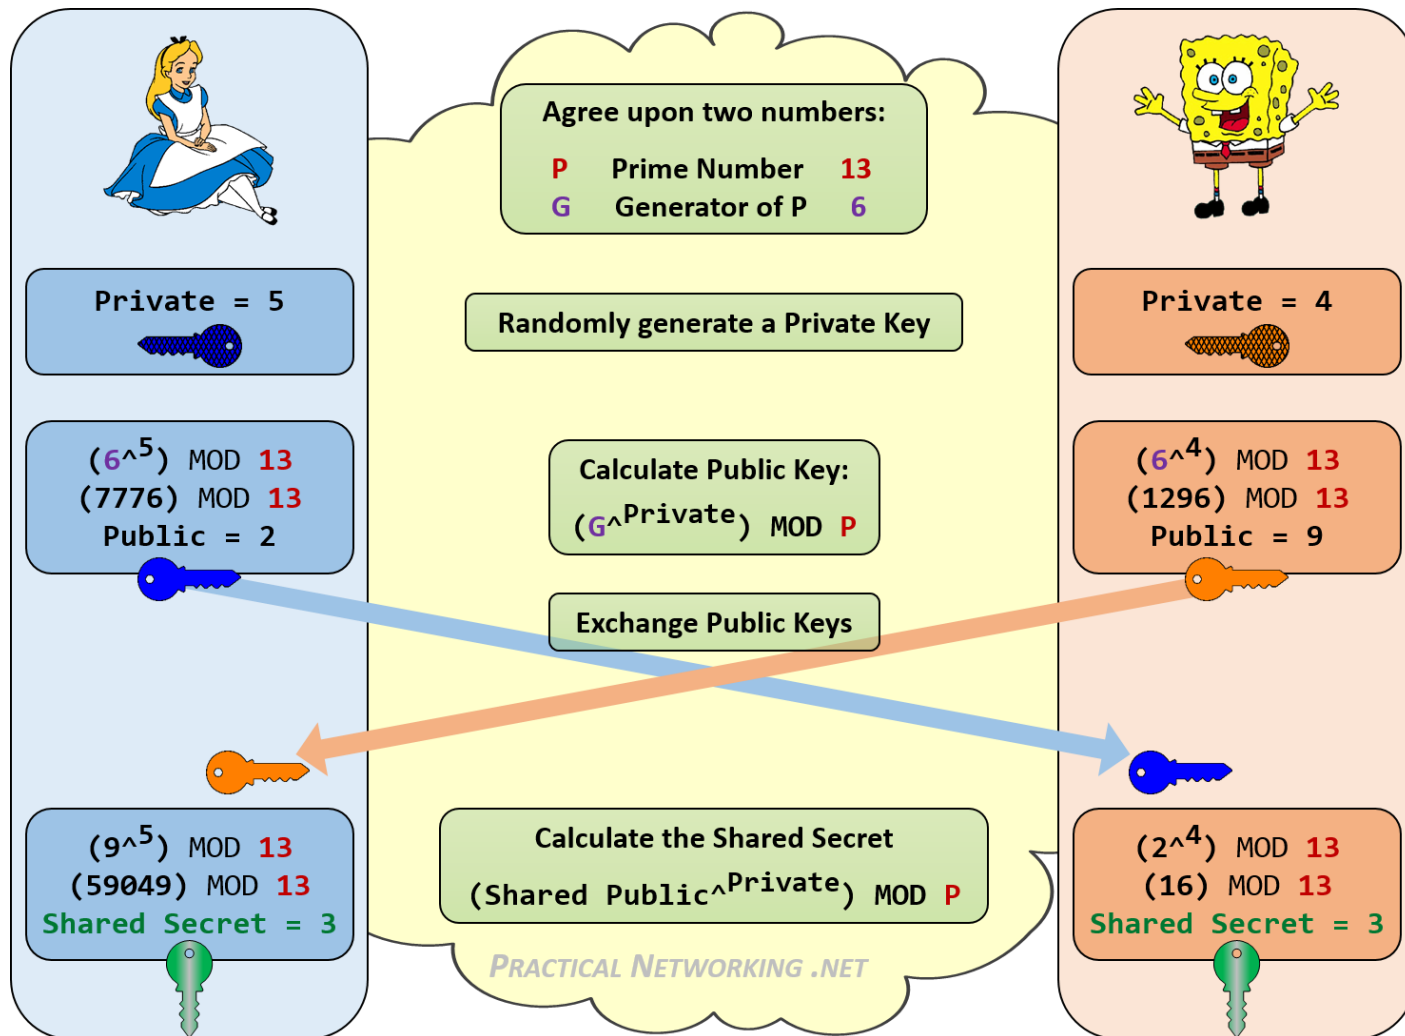 Agree upon two numbers:
P Prime Number 13
G Generator of P 6
Private = 5
Randomly generate a Private Key
Private = 4
(6^5) MOD 13
(7776) MOD 13
Public = 2
Calculate Public Key:
(G^Private) MOD P
(6^4) MOD 13
(1296) MOD 13
Public = 9
Exchange Public Keys
(9^5) MOD 13
(59049) MOD 13
Shared Secret = 3
Calculate the Shared Secret
(Shared Public^Private) MOD P
(2^4) MOD 13
(16) MOD 13
Shared Secret = 3
PRACTICAL NETWORKING .NET